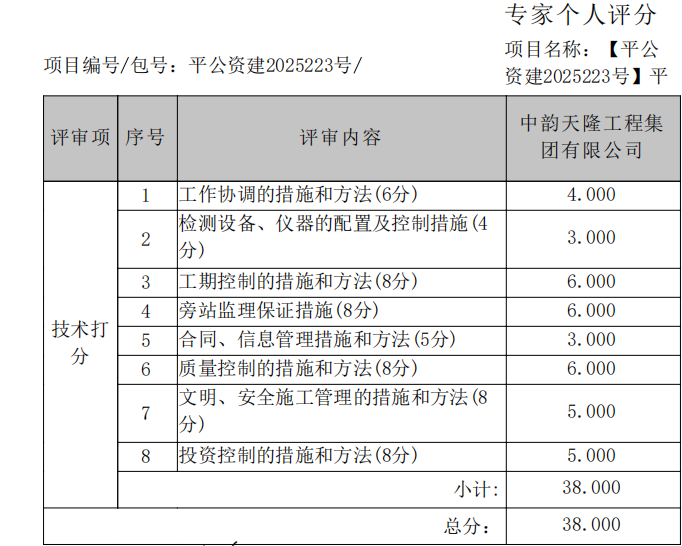 专家个人评分
项目编号/包号：平公资建2025223号/
项目名称：【平公
资建2025223号】平
评审项 序号 评审内容 中韵天隆工程集
团有限公司
技术打
分
1 工作协调的措施和方法(6分) 4.000
2 检测设备、仪器的配置及控制措施(4
分) 3.000
3 工期控制的措施和方法(8分) 6.000
4 旁站监理保证措施(8分) 6.000
5 合同、信息管理措施和方法(5分) 3.000
6 质量控制的措施和方法(8分) 6.000
7 文明、安全施工管理的措施和方法(8
分) 5.000
8 投资控制的措施和方法(8分) 5.000
小计: 38.000
总分: 38.000